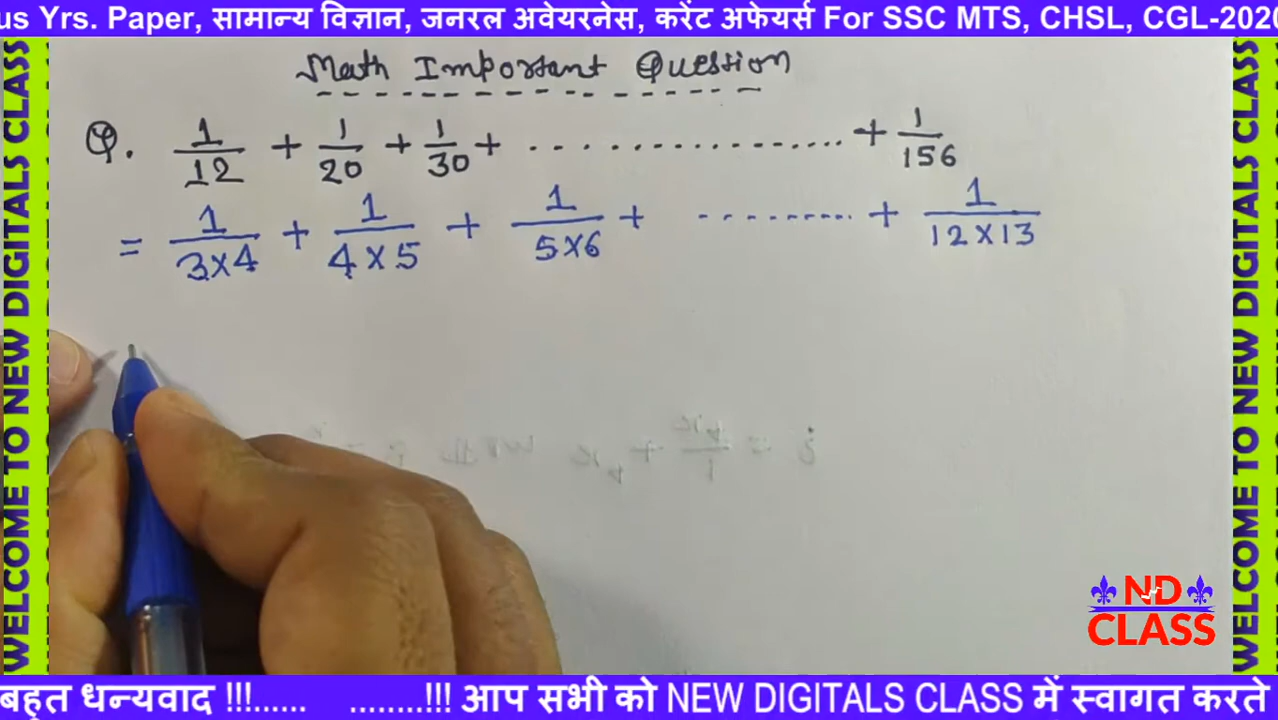 us Yrs. Paper, सामान्य विज्ञान, जनरल अवेयरनेस, करेंट अफेयर्स For SSC MTS, CHSL, CGL-2020
Math Important Question
Q. 1/12 + 1/20 + 1/30 + ................ + 1/156
= 1/3×4 + 1/4×5 + 1/5×6 + --------- + 1/12×13
WELCOME TO NEW DIGITALS CLASS
WELCOME TO NEW DIGITALS CLASS
ND
CLASS
बहुत धन्यवाद !!!...... ........!!! आप सभी को NEW DIGITALS CLASS में स्वागत करते